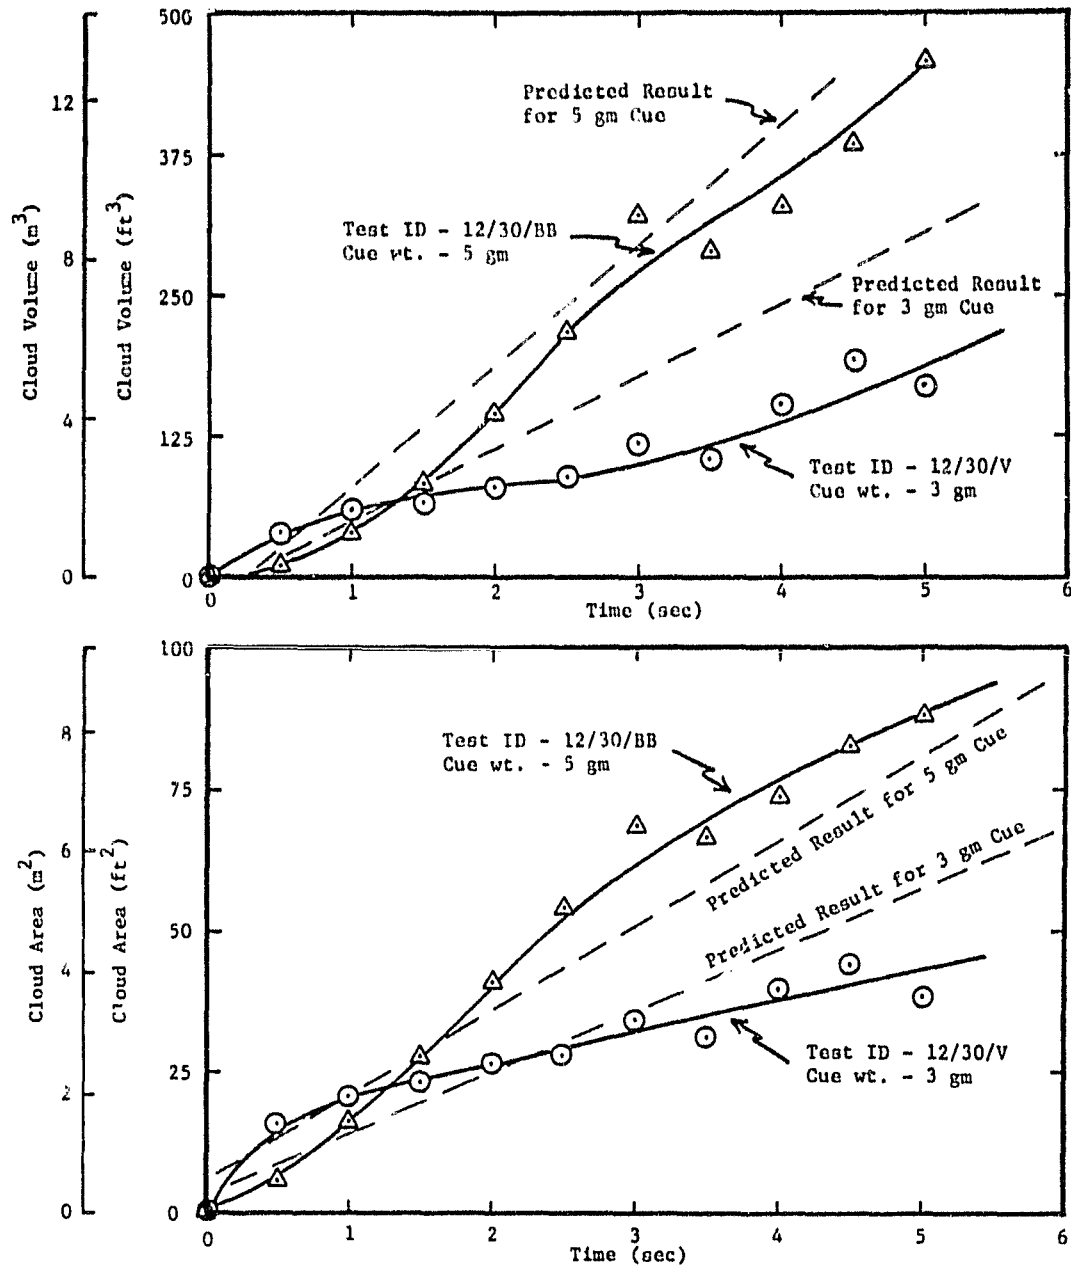 500
375
250
125
0
12
8
4
0
Cloud Volume (m3)
Cloud Volume (ft3)
Predicted Result
for 5 gm Cue
Test ID - 12/30/BB
Cue wt. - 5 gm
Predicted Result
for 3 gm Cue
Test ID - 12/30/V
Cue wt. - 3 gm
0 1 2 3 4 5 6
Time (sec)
100
75
50
25
0
8
6
4
2
0
Cloud Area (m2)
Cloud Area (ft2)
Test ID - 12/30/BB
Cue wt. - 5 gm
Predicted Result for 5 gm Cue
Predicted Result for 3 gm Cue
Test ID - 12/30/V
Cue wt. - 3 gm
0 1 2 3 4 5 6
Time (sec)